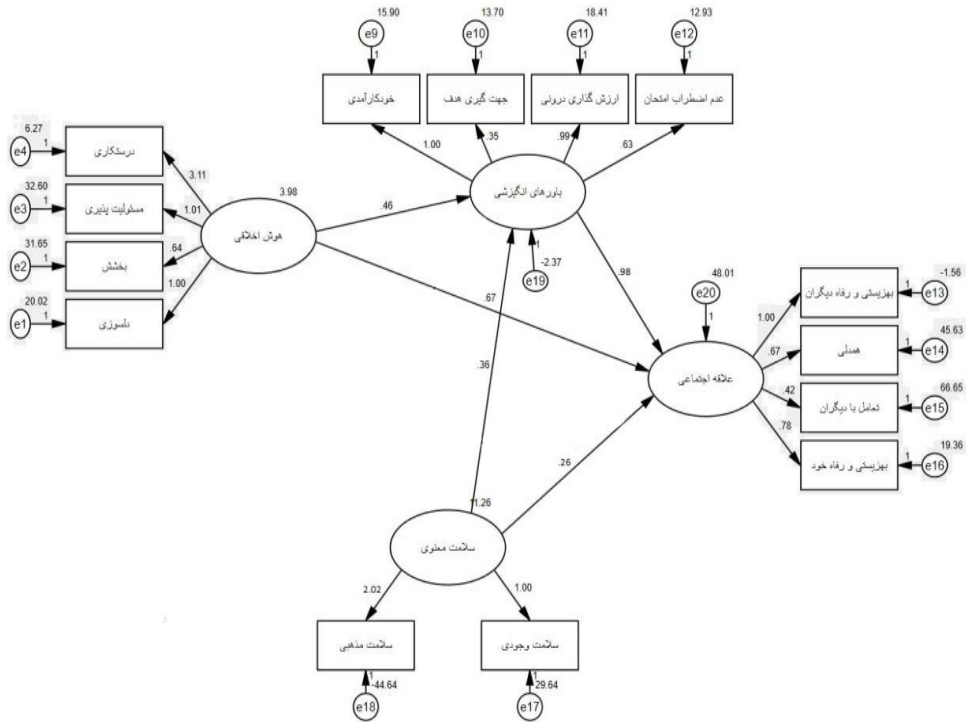 15.90
13.70
18.41
12.93
e9
e10
e11
e12
1
1
1
1
خودکارآمدی
جهت گیری هدف
ارزش گذاری درونی
عدم اضطراب امتحان
1.00
.35
.99
.63
باورهای انگیزشی
6.27
e4
1
درستکاری
32.60
e3
1
مسئولیت پذیری
31.65
e2
1
بخشش
20.02
e1
1
دلسوزی
3.11
1.01
.64
1.00
3.98
هوش اخلاقی
.46
.67
1
-2.37
e19
.98
.36
48.01
e20
1
علاقه اجتماعی
1.00
.67
.42
.78
بهزیستی و رفاه دیگران
1
-1.56
e13
همدلی
1
45.63
e14
تعامل با دیگران
1
66.65
e15
بهزیستی و رفاه خود
1
19.36
e16
.26
11.26
سلامت معنوی
2.02
1.00
سلامت مذهبی
سلامت وجودی
1
-44.64
1
29.64
e18
e17